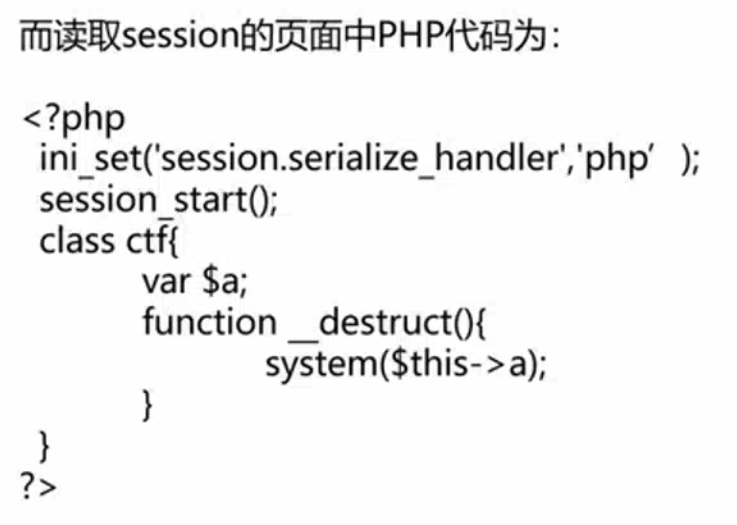 而读取session的页面中PHP代码为：
<?php
ini_set('session.serialize_handler','php′ );
session_start();
class ctf{
var $a;
function __destruct(){
system($this->a);
}
}
?>